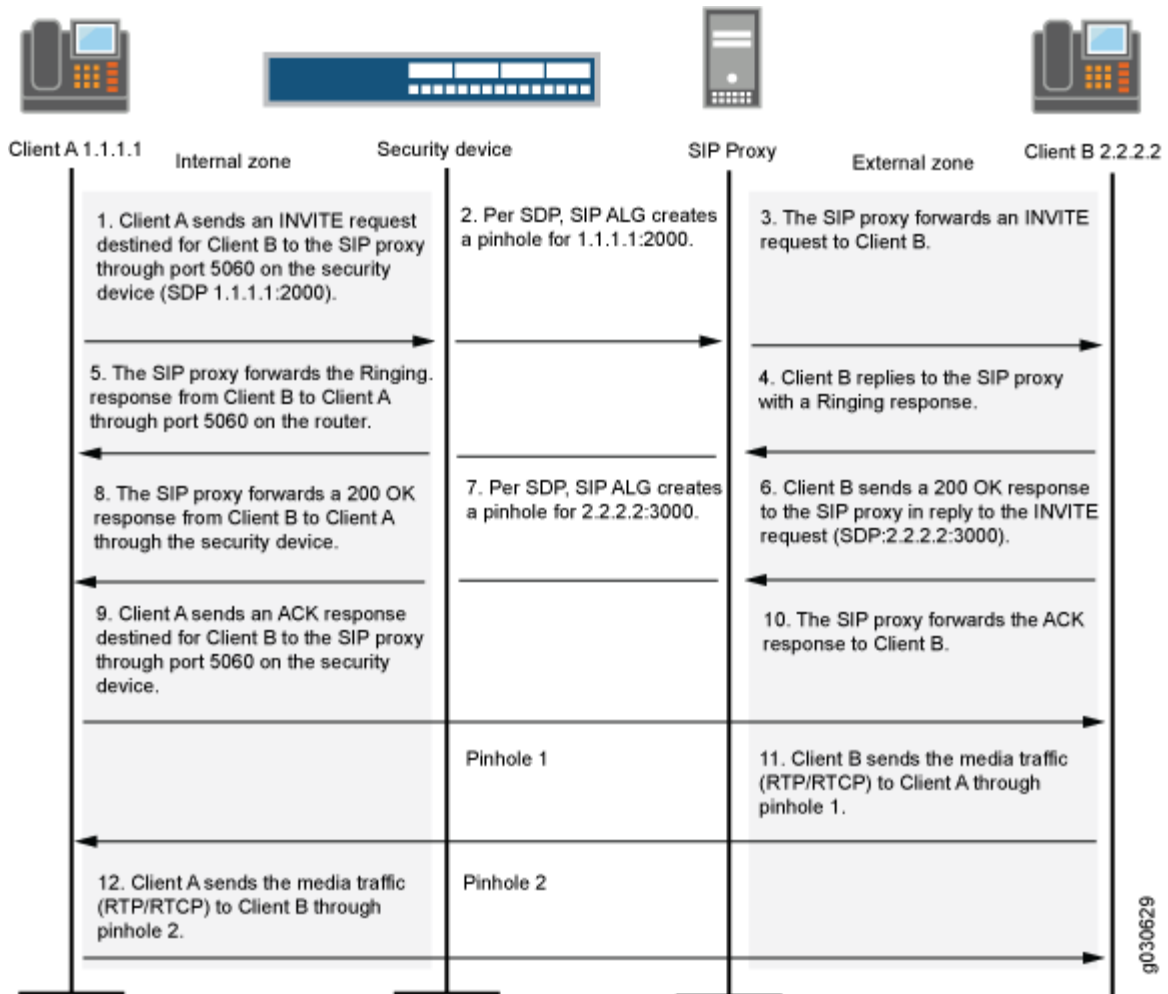 Client A 1.1.1.1
Internal zone
Security device
SIP Proxy
External zone
Client B 2.2.2.2
1. Client A sends an INVITE request
destined for Client B to the SIP proxy
through port 5060 on the security
device (SDP 1.1.1.1:2000).
2. Per SDP, SIP ALG creates
a pinhole for 1.1.1.1:2000.
3. The SIP proxy forwards an INVITE
request to Client B.
5. The SIP proxy forwards the Ringing.
response from Client B to Client A
through port 5060 on the router.
4. Client B replies to the SIP proxy
with a Ringing response.
8. The SIP proxy forwards a 200 OK
response from Client B to Client A
through the security device.
7. Per SDP, SIP ALG creates
a pinhole for 2.2.2.2:3000.
6. Client B sends a 200 OK response
to the SIP proxy in reply to the INVITE
request (SDP:2.2.2.2:3000).
9. Client A sends an ACK response
destined for Client B to the SIP proxy
through port 5060 on the security
device.
10. The SIP proxy forwards the ACK
response to Client B.
Pinhole 1
11. Client B sends the media traffic
(RTP/RTCP) to Client A through
pinhole 1.
12. Client A sends the media traffic
(RTP/RTCP) to Client B through
pinhole 2.
Pinhole 2
g030629